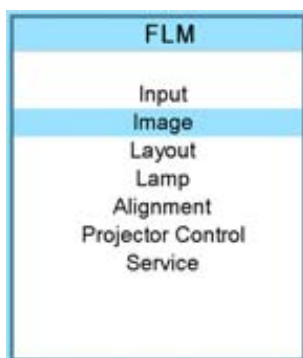 FLM
Input
Image
Layout
Lamp
Alignment
Projector Control
Service